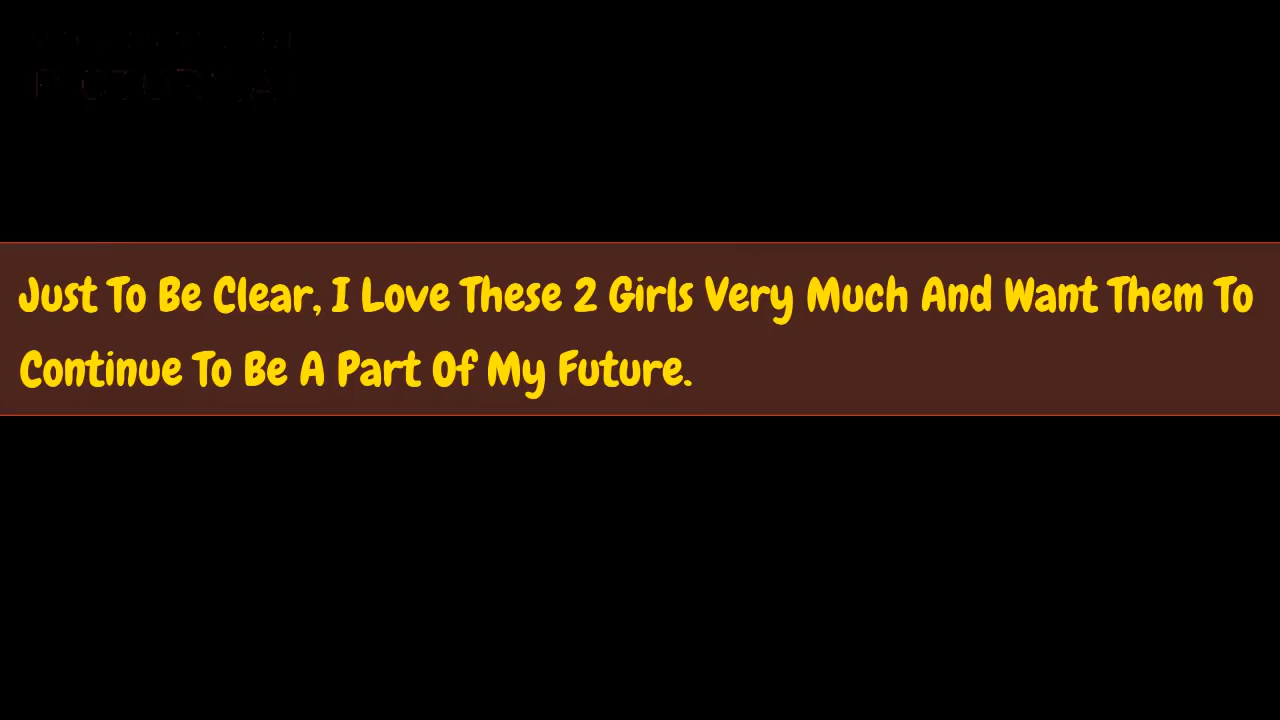 Just To Be Clear, I Love These 2 Girls Very Much And Want Them To
Continue To Be A Part Of My Future.